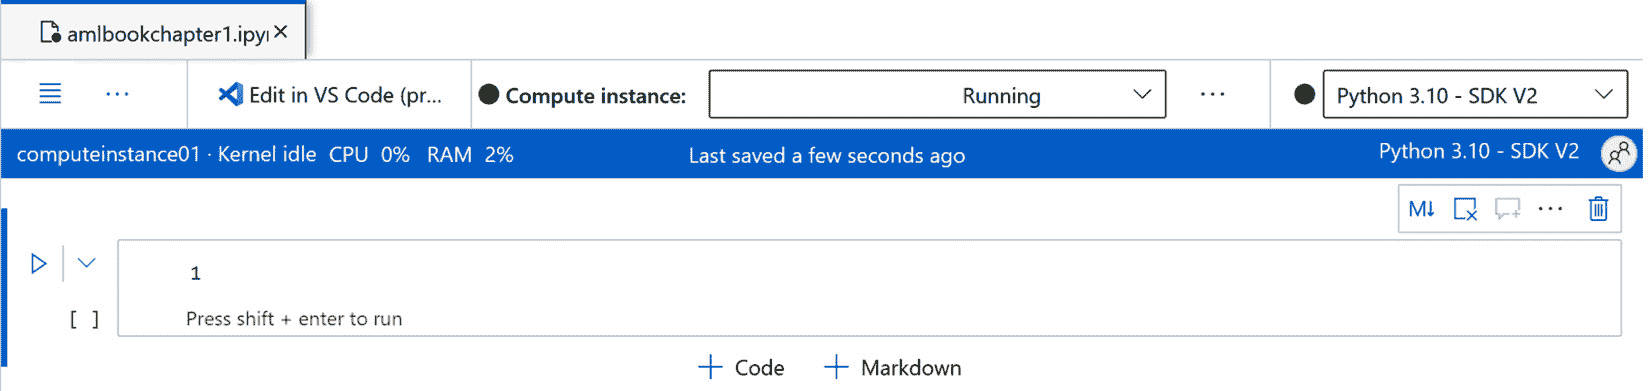 amlbookchapter1.ipyn
··· Edit in VS Code (pr... Compute instance: Running ··· Python 3.10 - SDK V2
computeinstance01 · Kernel idle CPU 0% RAM 2% Last saved a few seconds ago Python 3.10 - SDK V2
M↓ ···
1
[ ] Press shift + enter to run
+ Code + Markdown